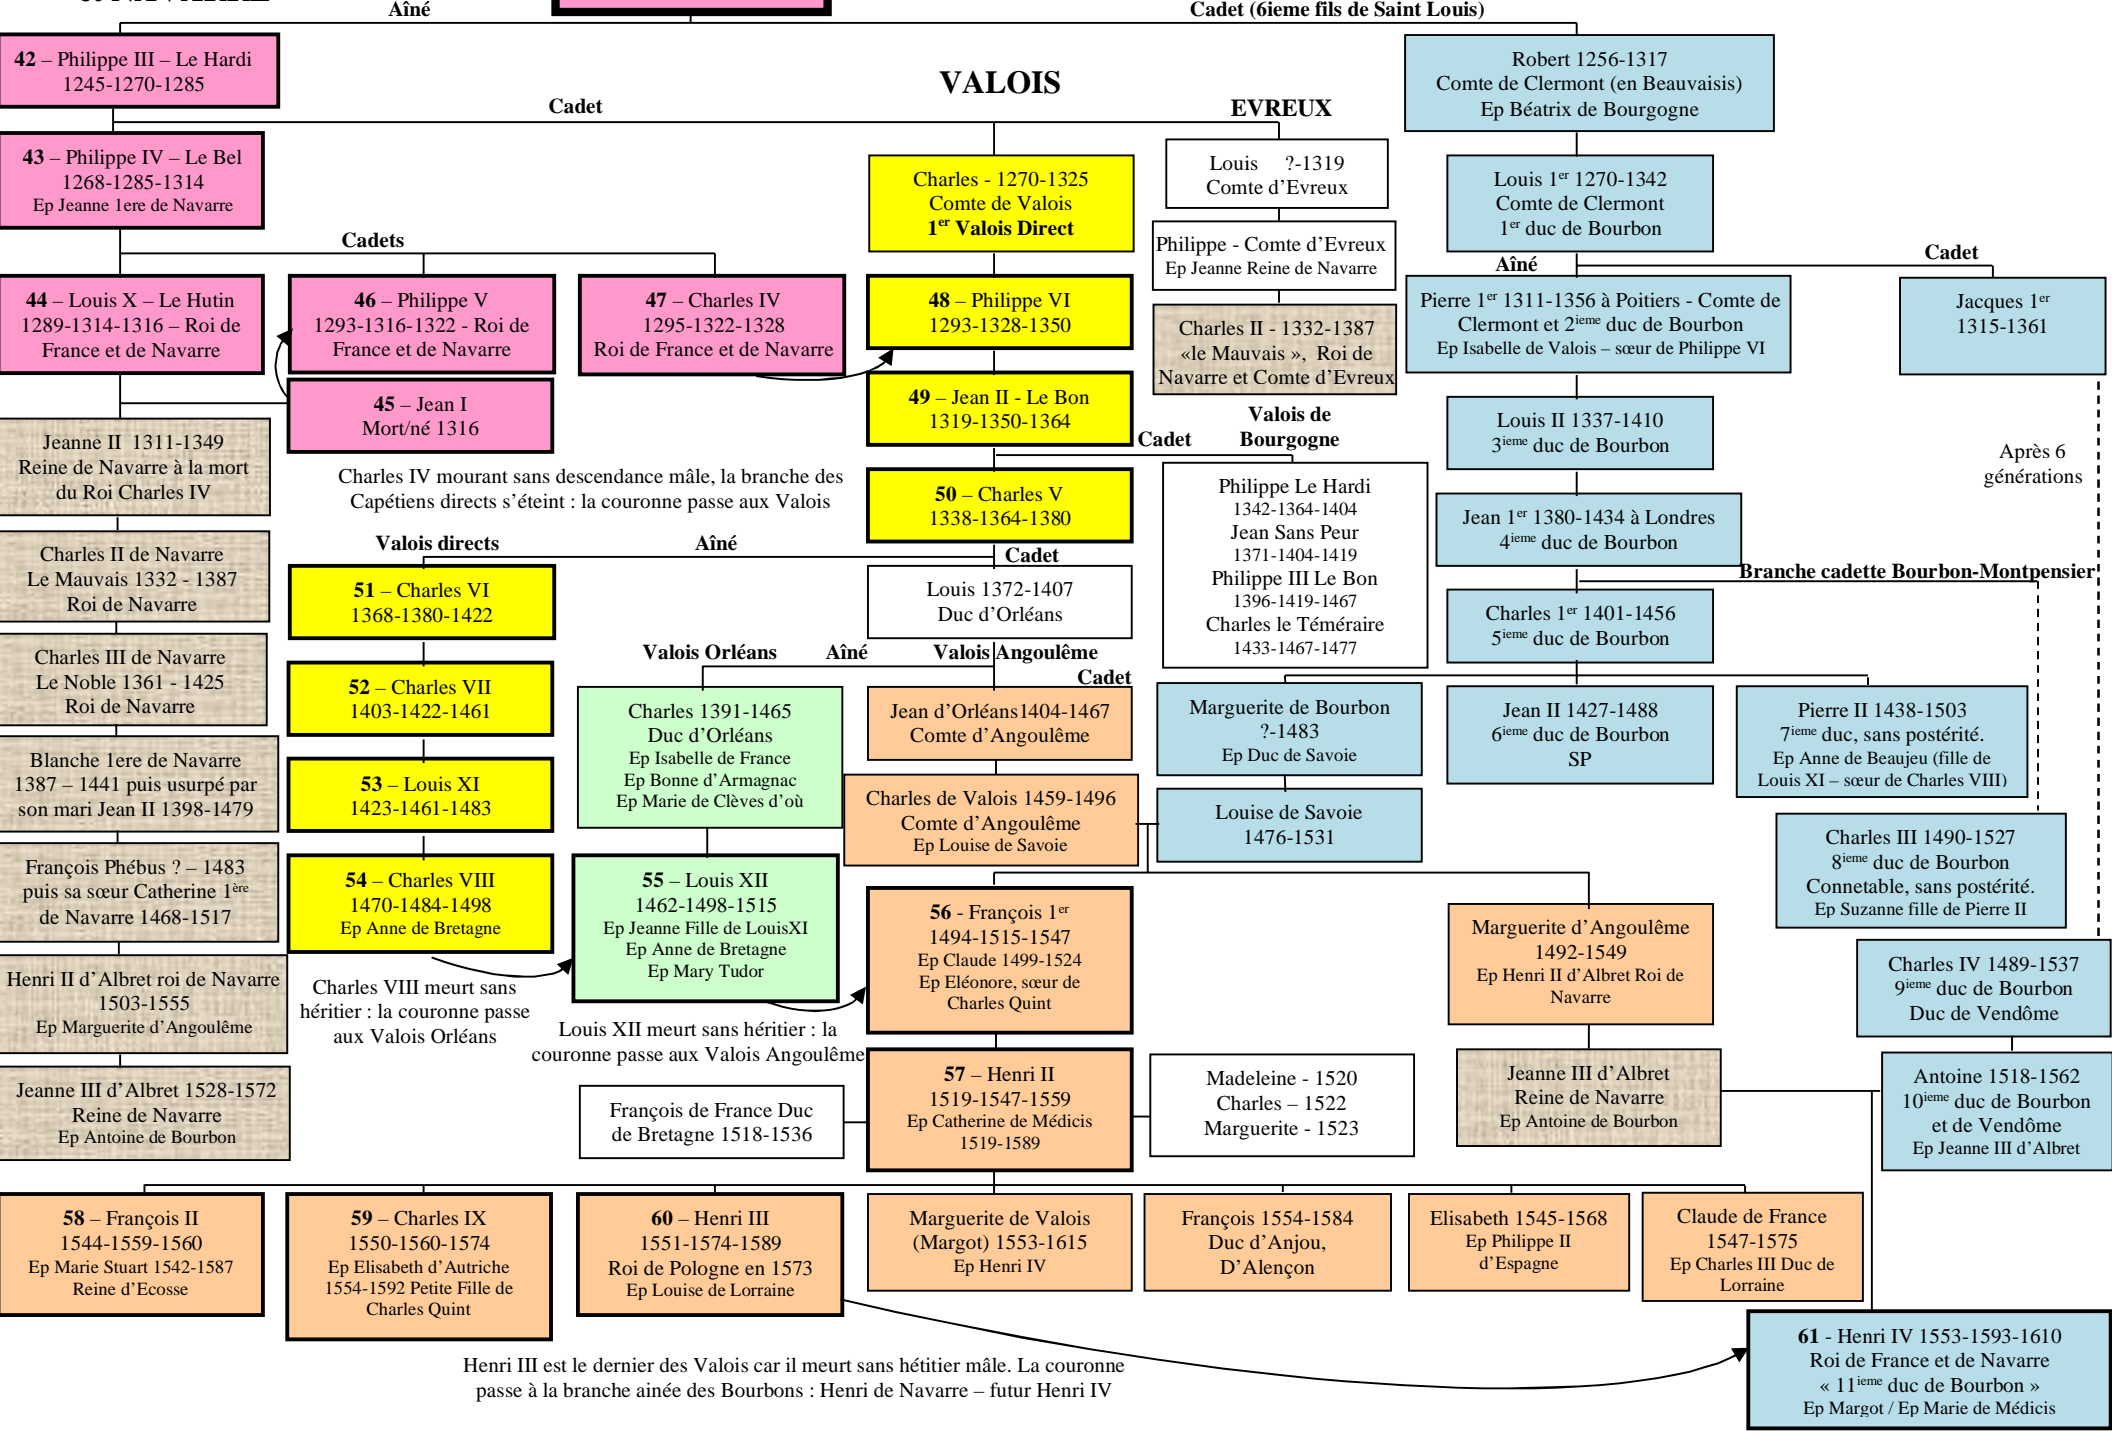 Aîné
Cadet (6ieme fils de Saint Louis)
42 – Philippe III – Le Hardi
1245-1270-1285
Robert 1256-1317
Comte de Clermont (en Beauvaisis)
Ep Béatrix de Bourgogne
VALOIS
Cadet
EVREUX
43 – Philippe IV – Le Bel
1268-1285-1314
Ep Jeanne 1ere de Navarre
Charles - 1270-1325
Comte de Valois
1er Valois Direct
Louis ?-1319
Comte d'Evreux
Louis 1er 1270-1342
Comte de Clermont
1er duc de Bourbon
Philippe - Comte d'Evreux
Ep Jeanne Reine de Navarre
Cadets
Aîné
Cadet
44 – Louis X – Le Hutin
1289-1314-1316 – Roi de
France et de Navarre
46 – Philippe V
1293-1316-1322 - Roi de
France et de Navarre
47 – Charles IV
1295-1322-1328
Roi de France et de Navarre
48 – Philippe VI
1293-1328-1350
Charles II - 1332-1387
«le Mauvais », Roi de
Navarre et Comte d'Evreux
Pierre 1er 1311-1356 à Poitiers - Comte de
Clermont et 2ieme duc de Bourbon
Ep Isabelle de Valois – sœur de Philippe VI
Jacques 1er
1315-1361
45 – Jean I
Mort/né 1316
49 – Jean II - Le Bon
1319-1350-1364
Louis II 1337-1410
3ieme duc de Bourbon
Jeanne II 1311-1349
Reine de Navarre à la mort
du Roi Charles IV
Charles IV mourant sans descendance mâle, la branche des
Capétiens directs s'éteint : la couronne passe aux Valois
Cadet
Valois de
Bourgogne
Après 6
générations
50 – Charles V
1338-1364-1380
Philippe Le Hardi
1342-1364-1404
Jean Sans Peur
1371-1404-1419
Philippe III Le Bon
1396-1419-1467
Charles le Téméraire
1433-1467-1477
Jean 1er 1380-1434 à Londres
4ieme duc de Bourbon
Charles II de Navarre
Le Mauvais 1332 - 1387
Roi de Navarre
Valois directs
Aîné
Cadet
51 – Charles VI
1368-1380-1422
Louis 1372-1407
Duc d'Orléans
Branche cadette Bourbon-Montpensier
Charles 1er 1401-1456
5ieme duc de Bourbon
Charles III de Navarre
Le Noble 1361 - 1425
Roi de Navarre
Valois Orléans
Aîné
Valois Angoulême
Cadet
52 – Charles VII
1403-1422-1461
Charles 1391-1465
Duc d'Orléans
Ep Isabelle de France
Ep Bonne d'Armagnac
Ep Marie de Clèves d'où
Jean d'Orléans1404-1467
Comte d'Angoulême
Marguerite de Bourbon
?-1483
Ep Duc de Savoie
Jean II 1427-1488
6ieme duc de Bourbon
SP
Pierre II 1438-1503
7ieme duc, sans postérité.
Ep Anne de Beaujeu (fille de
Louis XI – sœur de Charles VIII)
Blanche 1ere de Navarre
1387 – 1441 puis usurpé par
son mari Jean II 1398-1479
53 – Louis XI
1423-1461-1483
Charles de Valois 1459-1496
Comte d'Angoulême
Ep Louise de Savoie
Louise de Savoie
1476-1531
Charles III 1490-1527
8ieme duc de Bourbon
Connetable, sans postérité.
Ep Suzanne fille de Pierre II
François Phébus ? – 1483
puis sa sœur Catherine 1ère
de Navarre 1468-1517
54 – Charles VIII
1470-1484-1498
Ep Anne de Bretagne
55 – Louis XII
1462-1498-1515
Ep Jeanne Fille de LouisXI
Ep Anne de Bretagne
Ep Mary Tudor
56 - François 1er
1494-1515-1547
Ep Claude 1499-1524
Ep Eléonore, sœur de
Charles Quint
Marguerite d'Angoulême
1492-1549
Ep Henri II d'Albret Roi de
Navarre
Charles IV 1489-1537
9ieme duc de Bourbon
Duc de Vendôme
Henri II d'Albret roi de Navarre
1503-1555
Ep Marguerite d'Angoulême
Charles VIII meurt sans
héritier : la couronne passe
aux Valois Orléans
Louis XII meurt sans héritier : la
couronne passe aux Valois Angoulême
Jeanne III d'Albret 1528-1572
Reine de Navarre
Ep Antoine de Bourbon
François de France Duc
de Bretagne 1518-1536
57 – Henri II
1519-1547-1559
Ep Catherine de Médicis
1519-1589
Madeleine - 1520
Charles – 1522
Marguerite - 1523
Jeanne III d'Albret
Reine de Navarre
Ep Antoine de Bourbon
Antoine 1518-1562
10ieme duc de Bourbon
et de Vendôme
Ep Jeanne III d'Albret
58 – François II
1544-1559-1560
Ep Marie Stuart 1542-1587
Reine d'Ecosse
59 – Charles IX
1550-1560-1574
Ep Elisabeth d'Autriche
1554-1592 Petite Fille de
Charles Quint
60 – Henri III
1551-1574-1589
Roi de Pologne en 1573
Ep Louise de Lorraine
Marguerite de Valois
(Margot) 1553-1615
Ep Henri IV
François 1554-1584
Duc d'Anjou,
D'Alençon
Elisabeth 1545-1568
Ep Philippe II
d'Espagne
Claude de France
1547-1575
Ep Charles III Duc de
Lorraine
61 - Henri IV 1553-1593-1610
Roi de France et de Navarre
« 11ieme duc de Bourbon »
Ep Margot / Ep Marie de Médicis
Henri III est le dernier des Valois car il meurt sans hétitier mâle. La couronne
passe à la branche ainée des Bourbons : Henri de Navarre – futur Henri IV